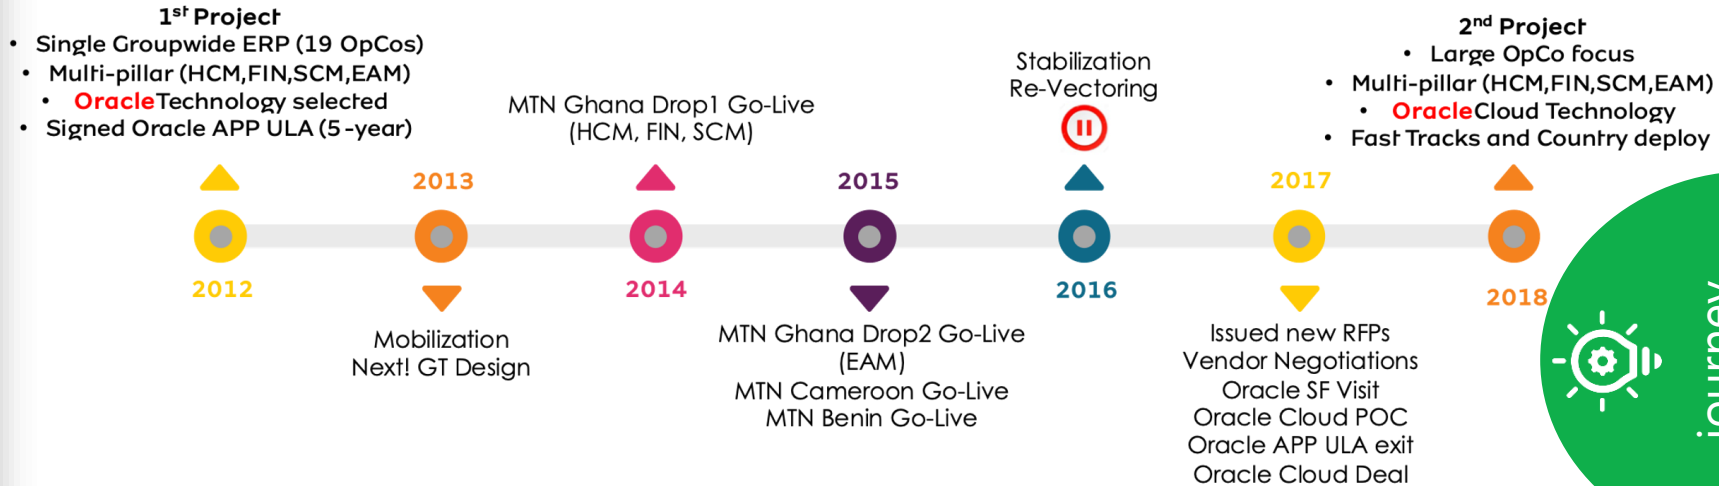 1st Project
• Single Groupwide ERP (19 OpCos)
• Multi-pillar (HCM,FIN,SCM,EAM)
• OracleTechnology selected
• Signed Oracle APP ULA (5-year)
2012
2013
Mobilization
Next! GT Design
MTN Ghana Drop1 Go-Live
(HCM, FIN, SCM)
2014
2015
MTN Ghana Drop2 Go-Live
(EAM)
MTN Cameroon Go-Live
MTN Benin Go-Live
Stabilization
Re-Vectoring
2016
2017
Issued new RFPs
Vendor Negotiations
Oracle SF Visit
Oracle Cloud POC
Oracle APP ULA exit
Oracle Cloud Deal
2nd Project
• Large OpCo focus
• Multi-pillar (HCM,FIN,SCM,EAM)
• OracleCloud Technology
• Fast Tracks and Country deploy
2018
journey